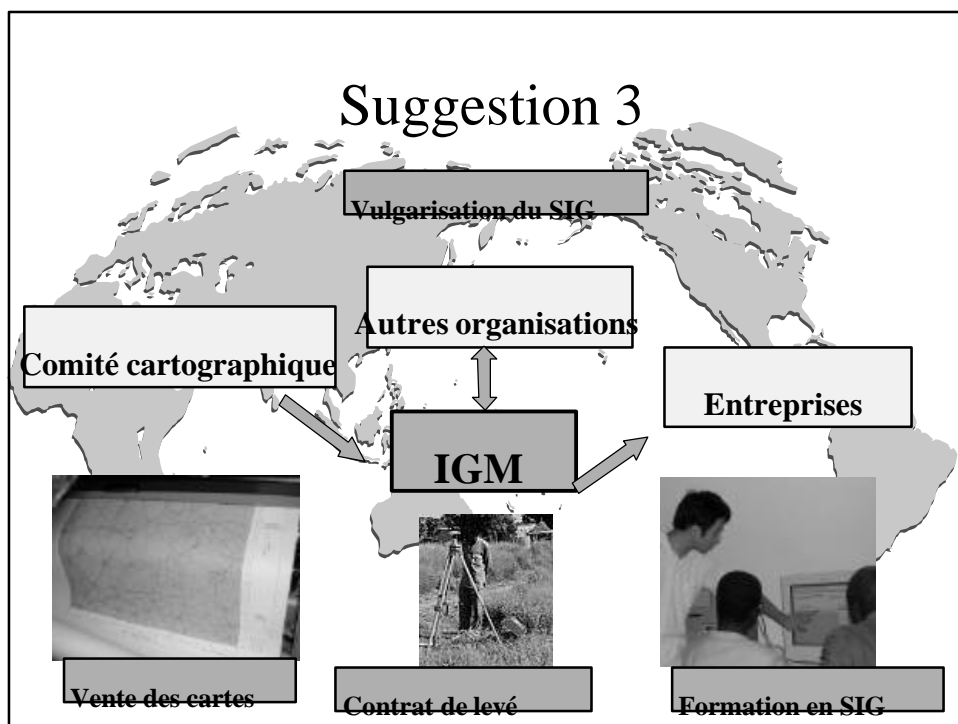 Suggestion 3
Vulgarisation du SIG
Autres organisations
Comité cartographique
Entreprises
IGM
Vente des cartes
Contrat de levé
Formation en SIG